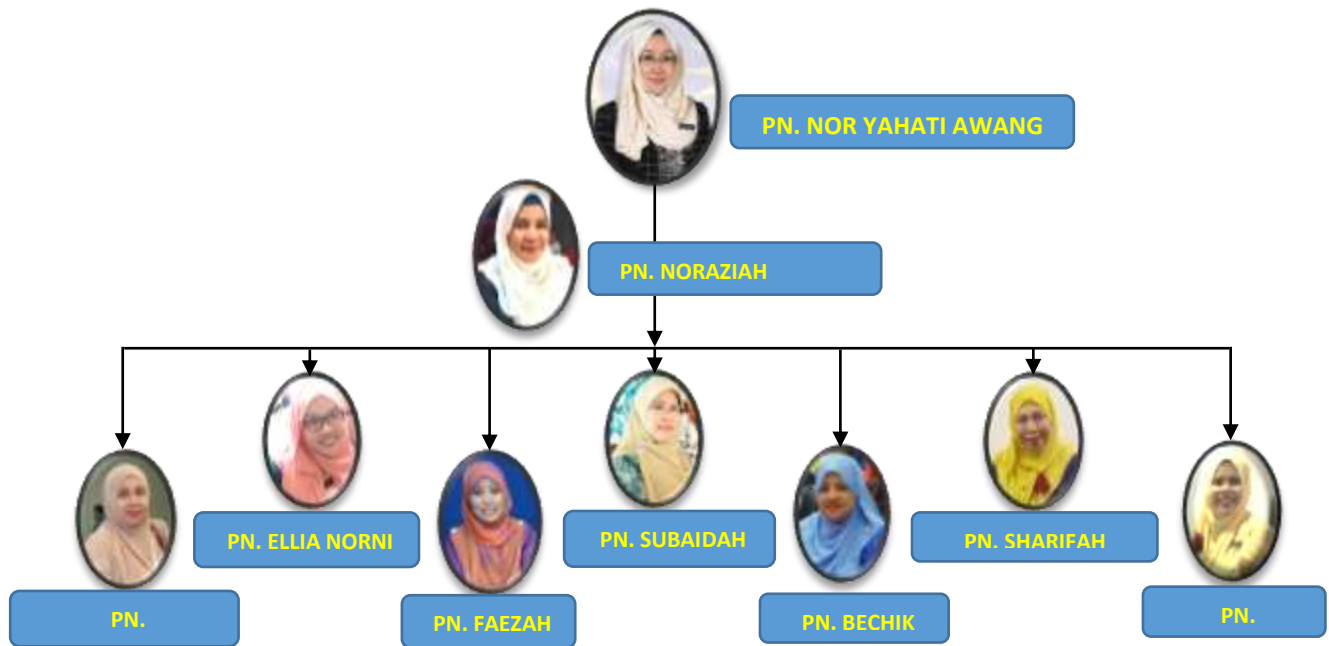 PN. NOR YAHATI AWANG
PN. NORAZIAH
PN. ELLIA NORNI
PN. SUBAIDAH
PN. SHARIFAH
PN.
PN. FAEZAH
PN. BECHIK
PN.